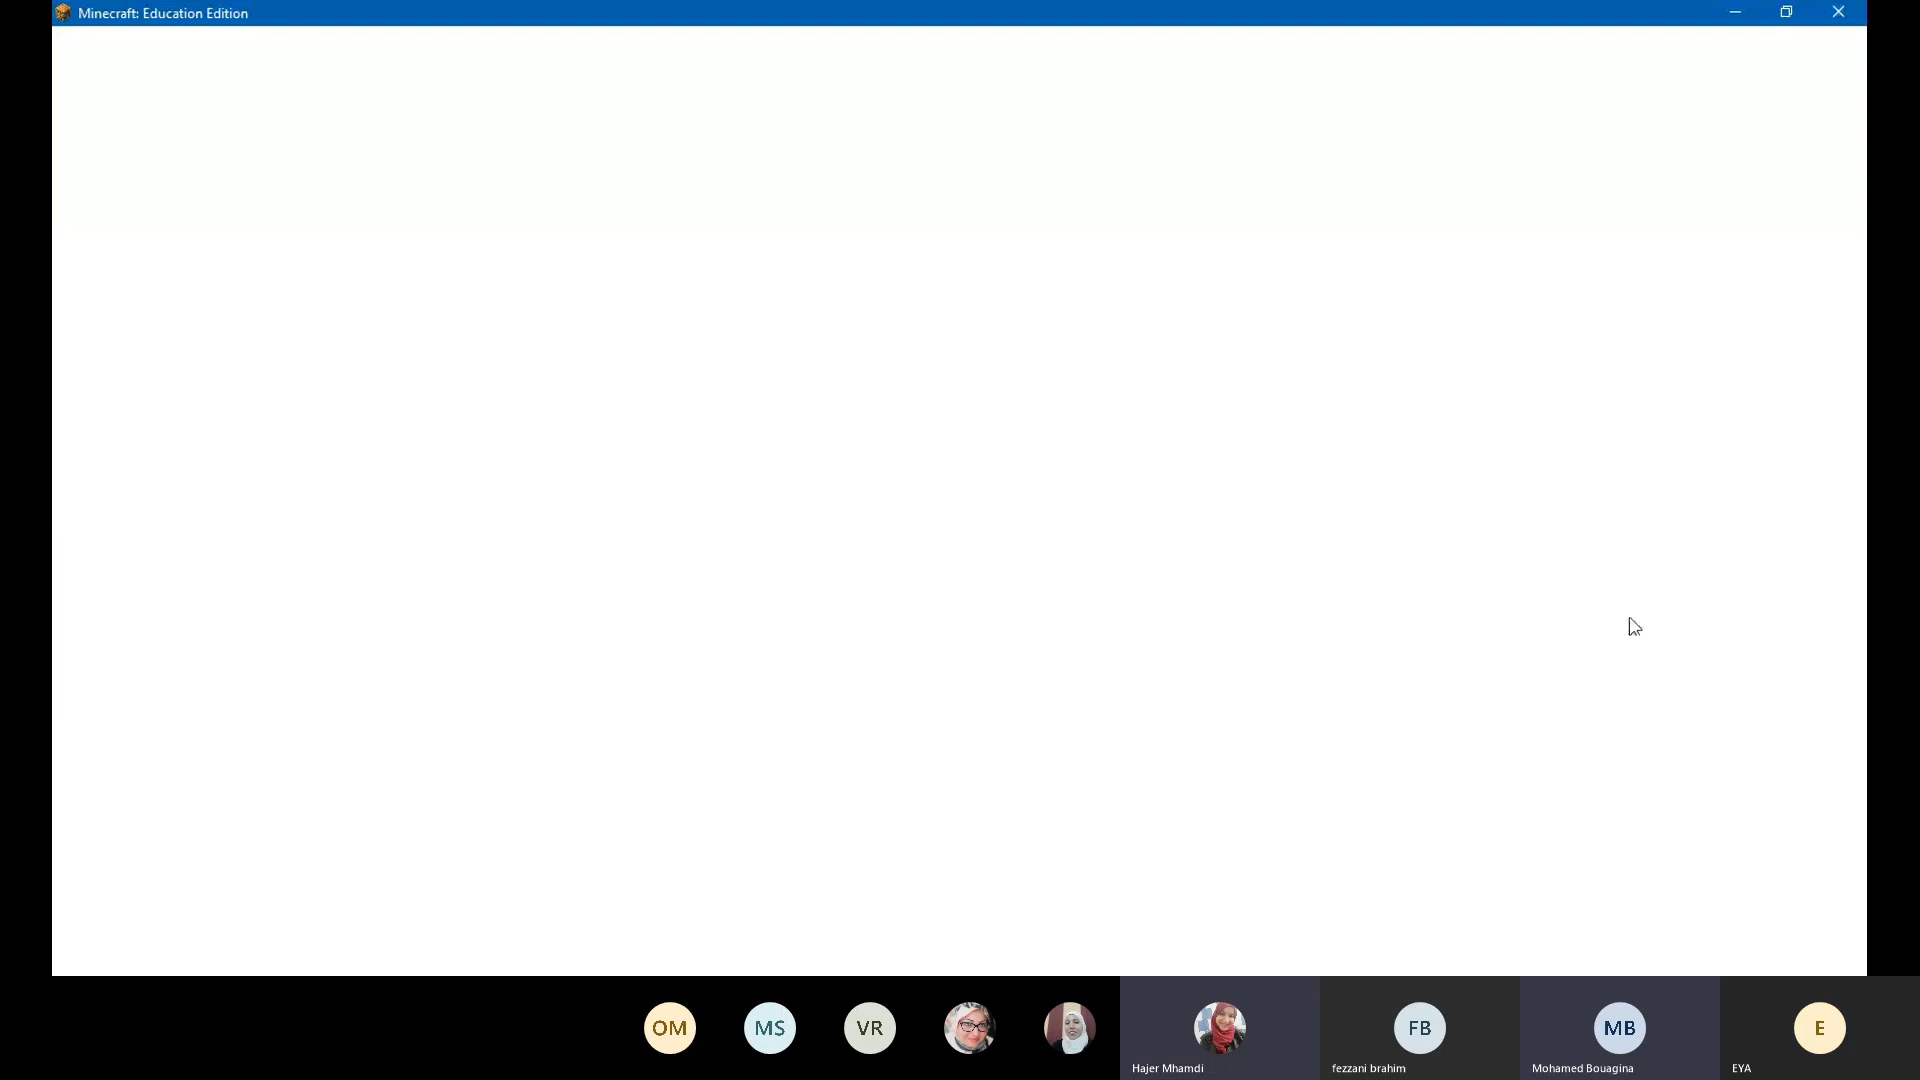 Minecraft: Education Edition
OM
MS
VR
FB
MB
E
Hajer Mhamdi
fezzani brahim
Mohamed Bouagina
EYA